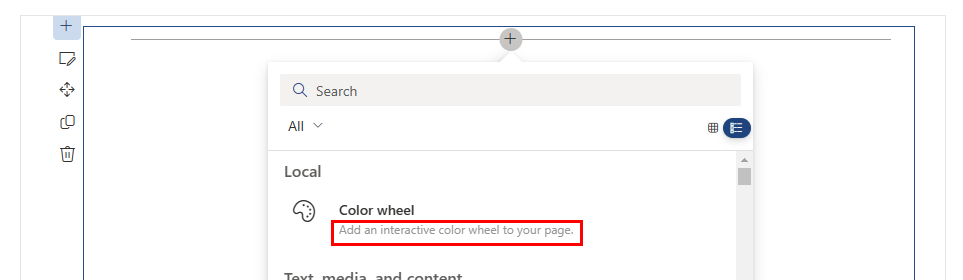 Search
All
Local
Color wheel
Add an interactive color wheel to your page.
Text, media, and content